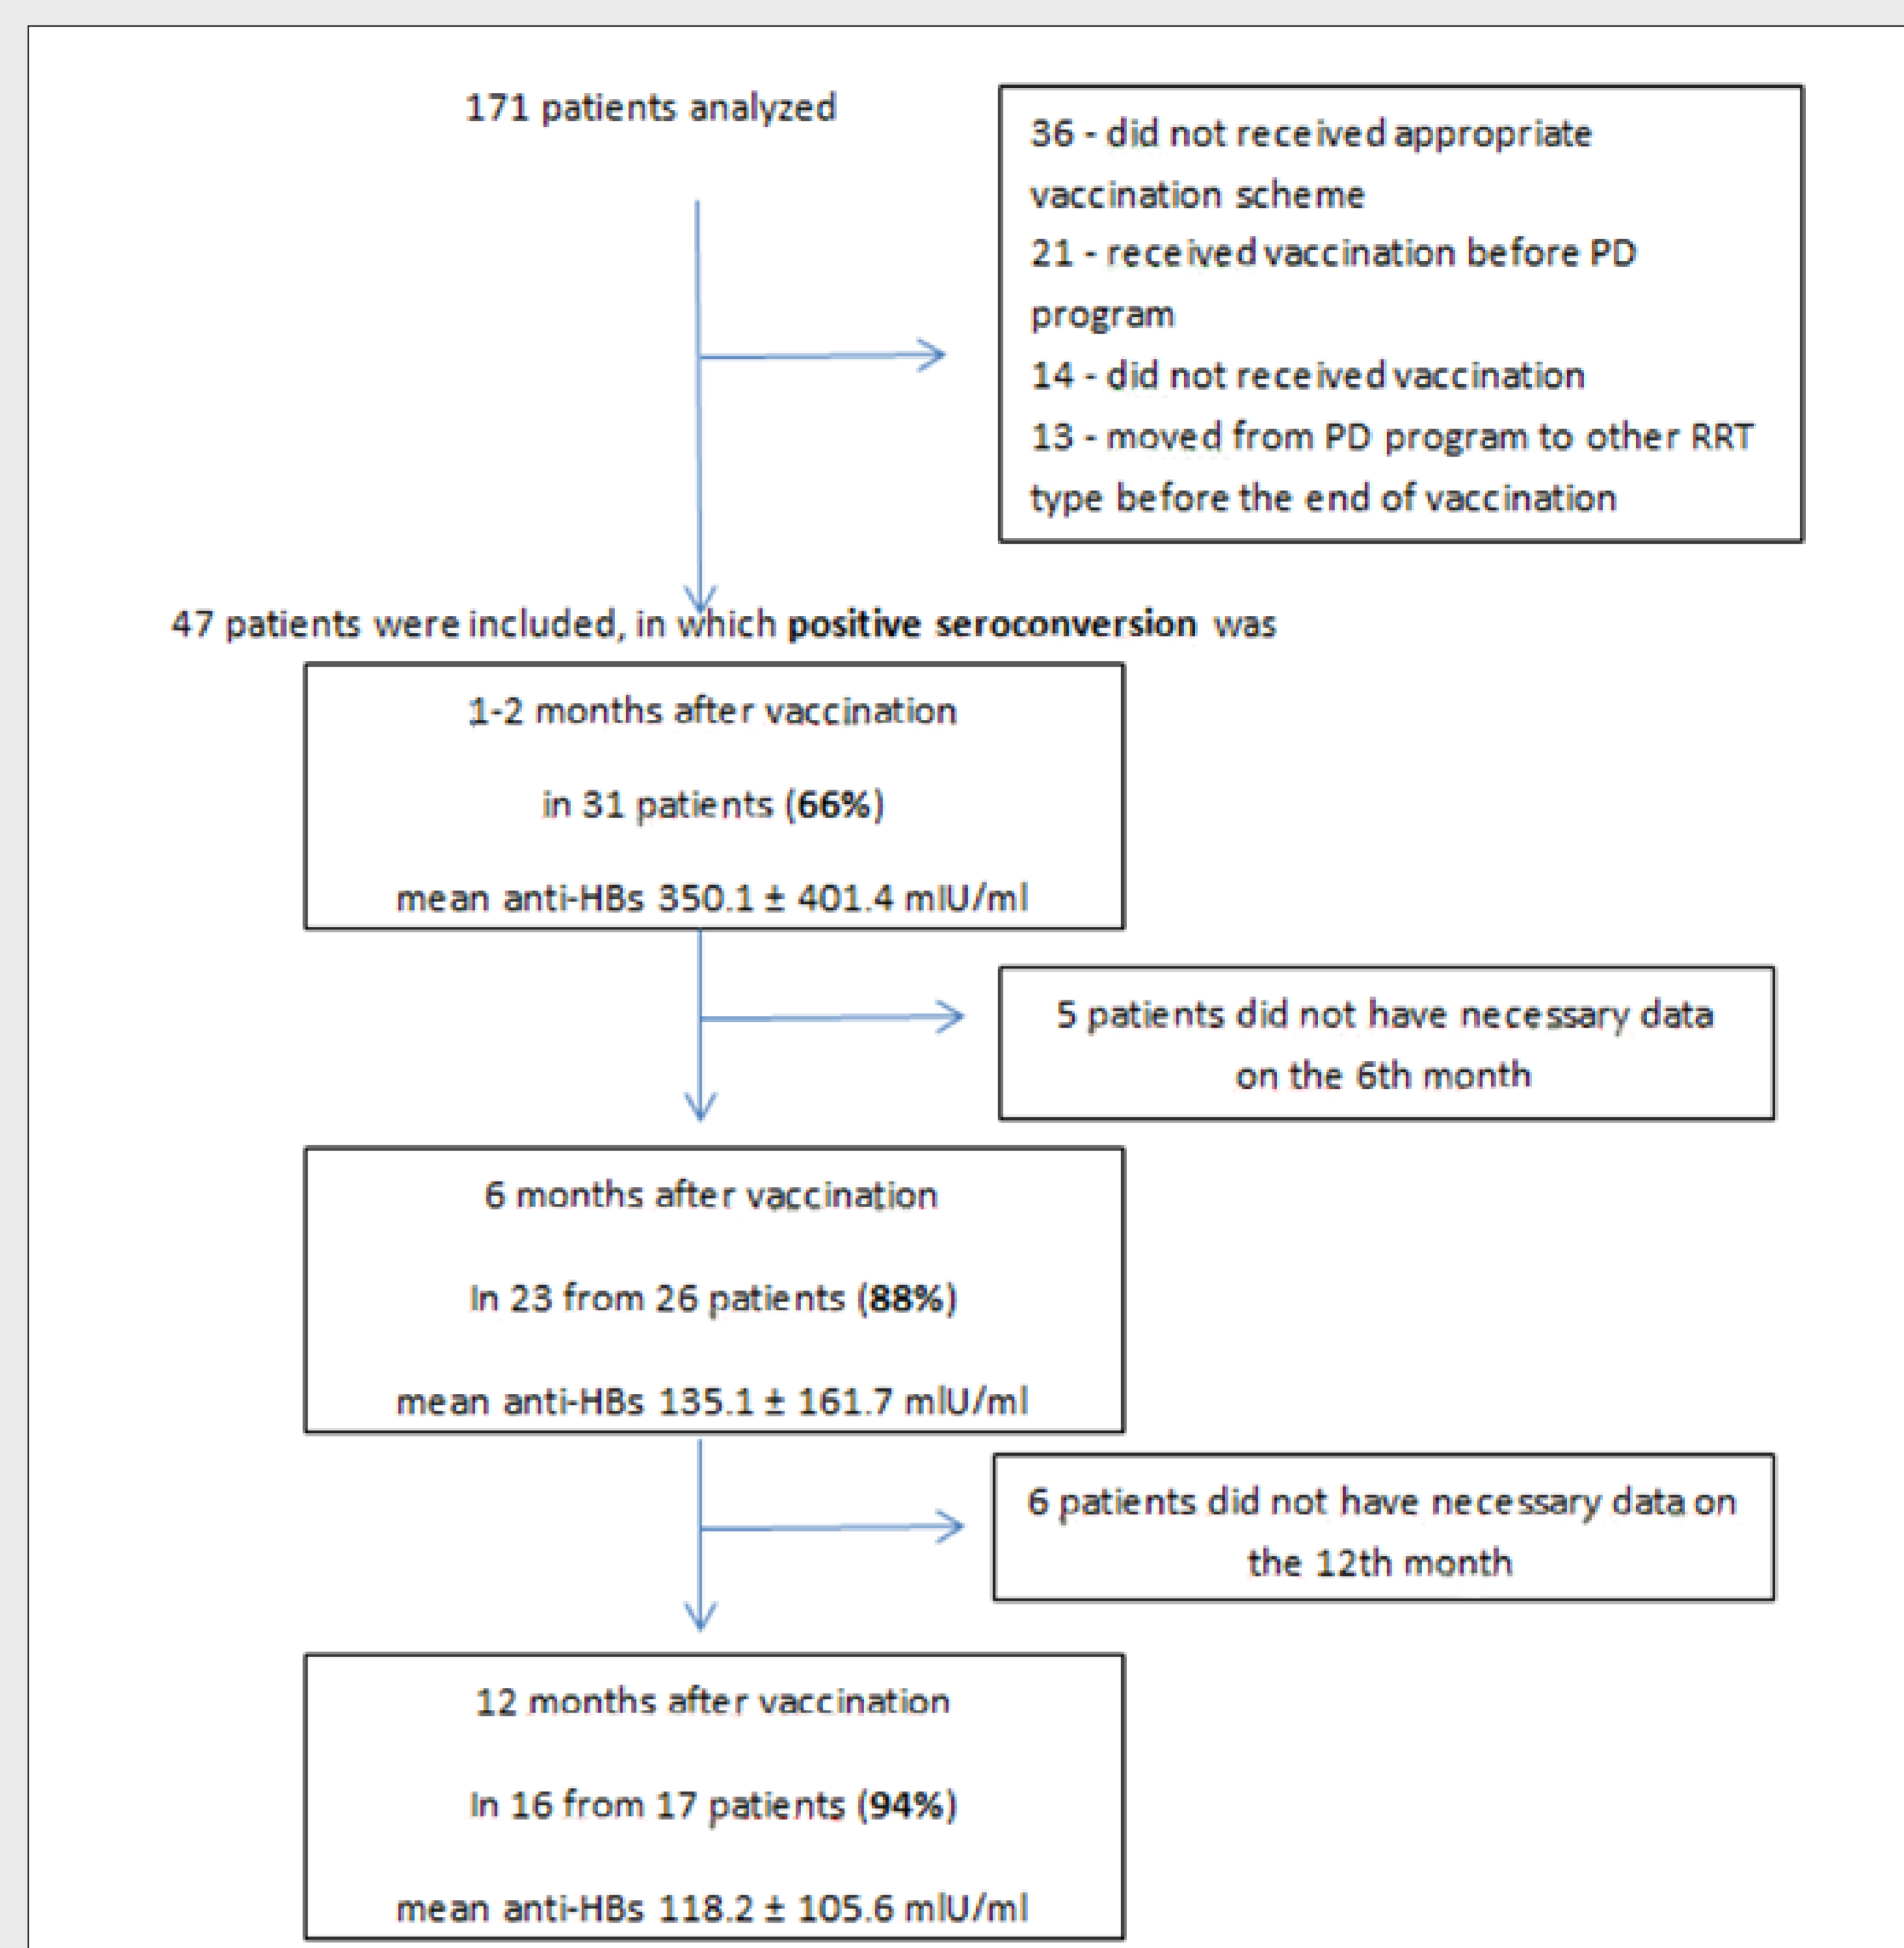 171 patients analyzed
36 - did not received appropriate
vaccination scheme
21 - received vaccination before PD
program
14 - did not received vaccination
13 - moved from PD program to other RRT
type before the end of vaccination
47 patients were included, in which positive seroconversion was
1-2 months after vaccination
in 31 patients (66%)
mean anti-HBs 350.1 ± 401.4 mIU/ml
5 patients did not have necessary data
on the 6th month
6 months after vaccination
In 23 from 26 patients (88%)
mean anti-HBs 135.1 ± 161.7 mIU/ml
6 patients did not have necessary data on
the 12th month
12 months after vaccination
In 16 from 17 patients (94%)
mean anti-HBs 118.2 ± 105.6 mIU/ml